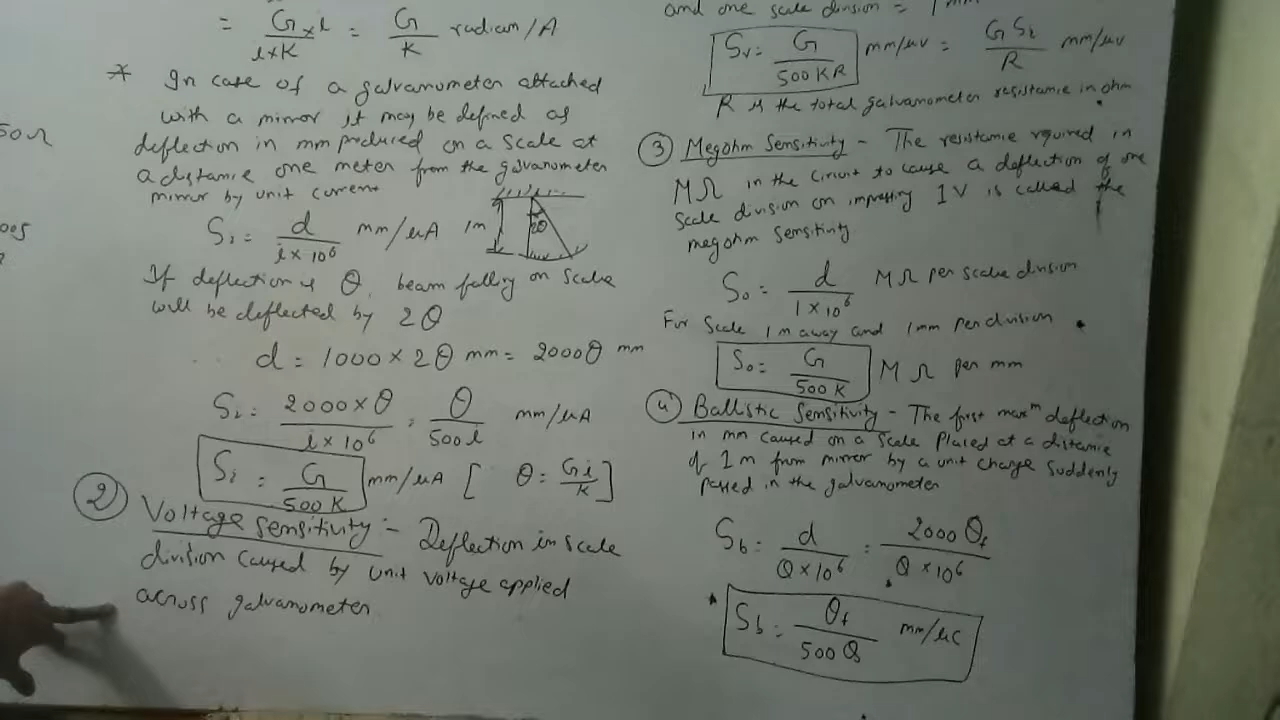 = G×i / i×K = G / K radian/A
* In case of a galvanometer attached
with a mirror it may be defined as
deflection in mm produced on a scale at
a distance one meter from the galvanometer
mirror by unit current
Si = d / i × 10⁶ mm/μA 1m 2θ
If deflection is θ, beam falling on scale
will be deflected by 2θ
d = 1000 × 2θ mm = 2000θ mm
Si = 2000×θ / i×10⁶ = θ / 500i mm/μA
Si = G / 500K mm/μA [ θ = Gi / K ]
② Voltage Sensitivity :- Deflection in scale
division caused by unit voltage applied
across galvanometer
50Ω
005
and one scale division = 1 mm
Sv = G / 500KR mm/μV = G Si / R mm/μV
R is the total galvanometer resistance in ohm
③ Megohm Sensitivity - The resistance required in
MΩ in the circuit to cause a deflection of one
scale division on impressing 1V is called the
megohm sensitivity
So = d / 1 × 10⁶ MΩ per scale division
For scale 1m away and 1mm per division
So = G / 500K MΩ per mm
④ Ballistic Sensitivity - The first maxᵐ deflection
in mm caused on a scale placed at a distance
of 1m from mirror by a unit charge suddenly
passed in the galvanometer
Sb = d / Q×10⁶ = 2000 θf / Q × 10⁶
Sb = θf / 500Q mm/μC